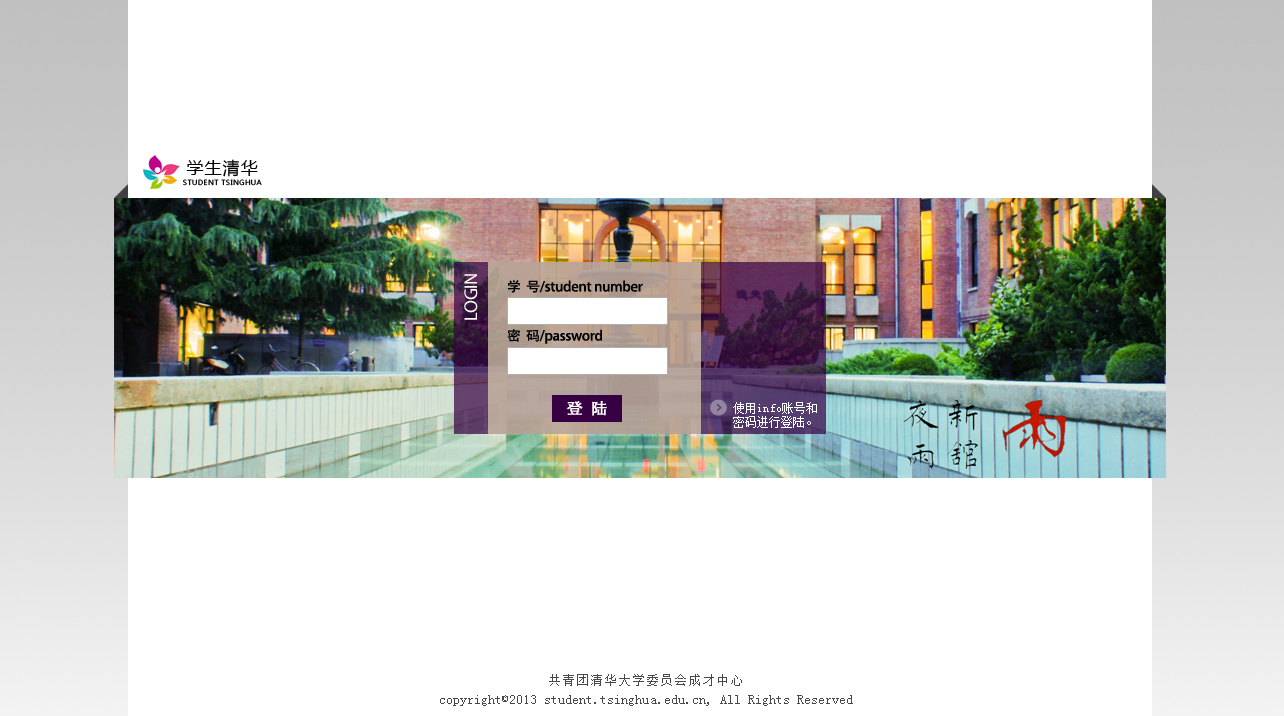 学生清华
STUDENT TSINGHUA
LOGIN
学 号/student number
密 码/password
登 陆
使用info账号和
密码进行登陆。
新館
夜雨
雨
共青团清华大学委员会成才中心
copyright©2013 student.tsinghua.edu.cn, All Rights Reserved